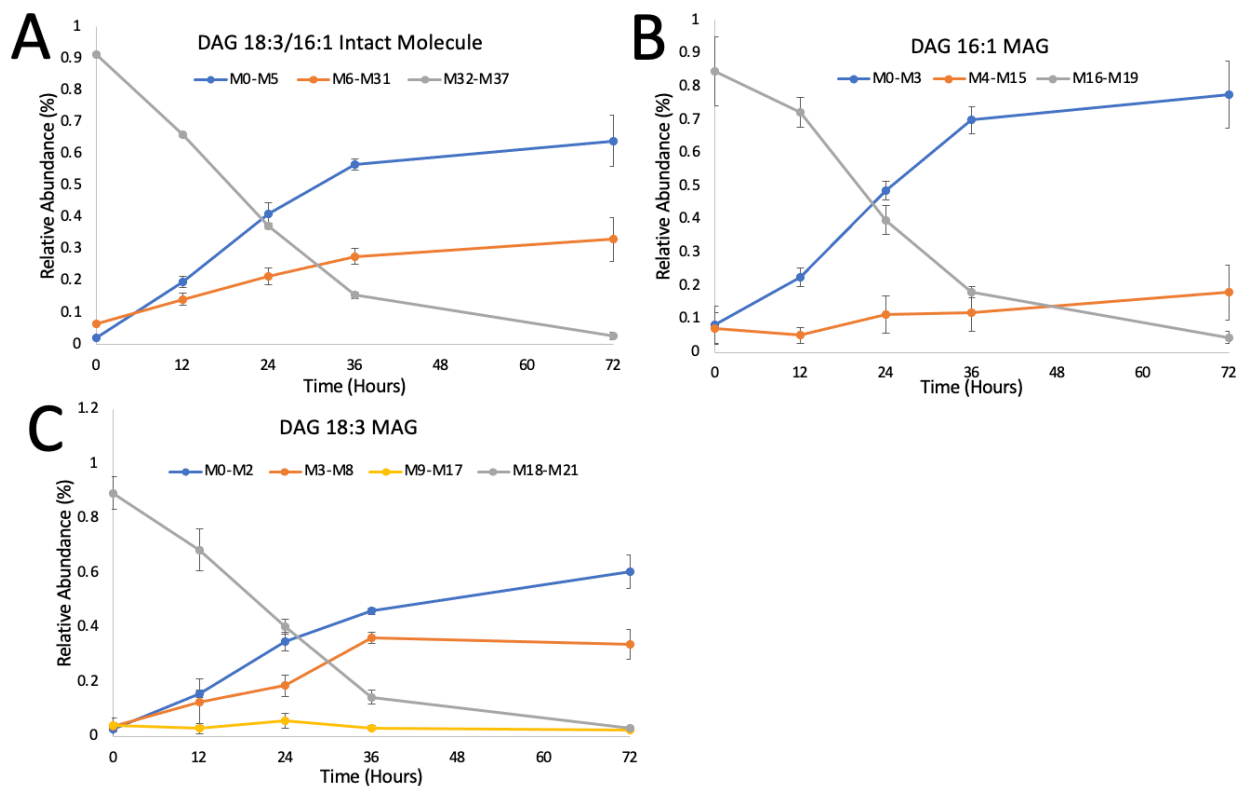 A
DAG 18:3/16:1 Intact Molecule
M0-M5 M6-M31 M32-M37
Relative Abundance (%)
1
0.9
0.8
0.7
0.6
0.5
0.4
0.3
0.2
0.1
0
0 12 24 36 48 60 72
Time (Hours)
B
DAG 16:1 MAG
M0-M3 M4-M15 M16-M19
Relative Abundance (%)
1
0.9
0.8
0.7
0.6
0.5
0.4
0.3
0.2
0.1
0
0 12 24 36 48 60 72
Time (Hours)
C
DAG 18:3 MAG
M0-M2 M3-M8 M9-M17 M18-M21
Relative Abundance (%)
1.2
1
0.8
0.6
0.4
0.2
0
0 12 24 36 48 60 72
Time (Hours)